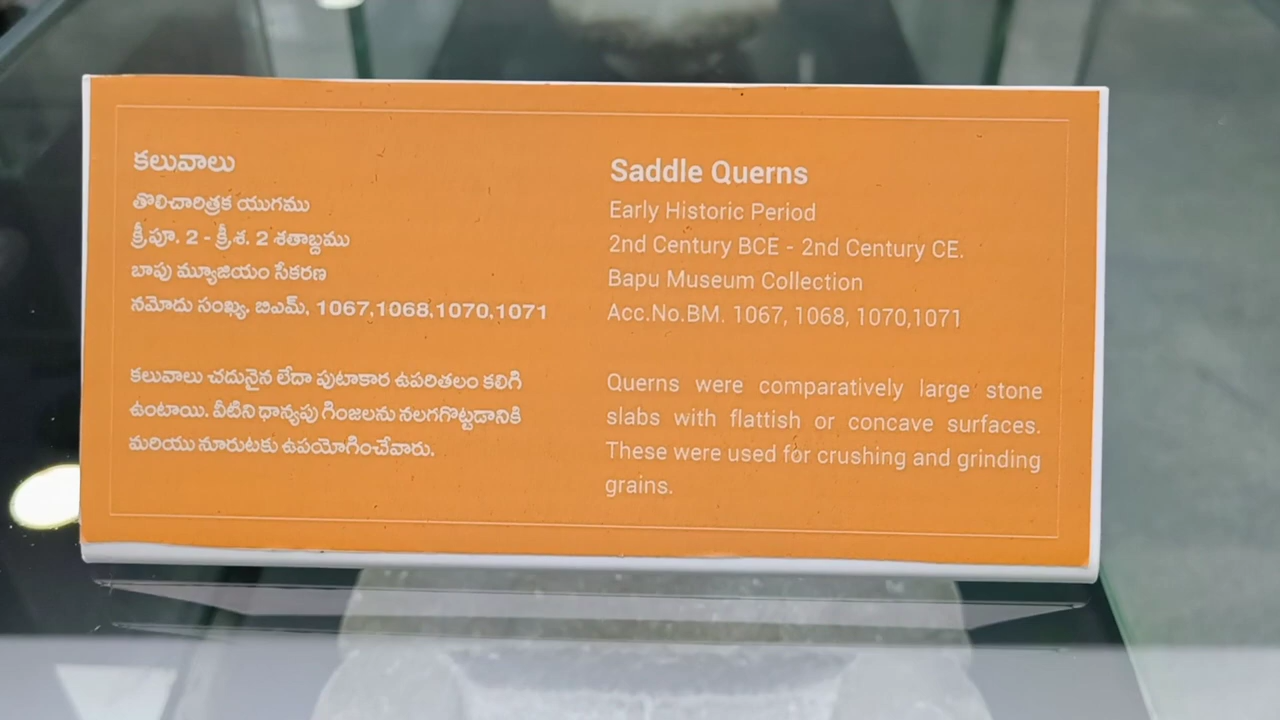 కలువాలు
తొలిచారిత్రక యుగము
క్రీ.పూ. 2 - క్రీ.శ. 2 శతాబ్దము
బాపు మ్యూజియం సేకరణ
నమోదు సంఖ్య. బిఎమ్. 1067,1068,1070,1071
కలువాలు చదునైన లేదా పుటాకార ఉపరితలం కలిగి
ఉంటాయి. వీటిని ధాన్యపు గింజలను నలగగొట్టడానికి
మరియు నూరుటకు ఉపయోగించేవారు.
Saddle Querns
Early Historic Period
2nd Century BCE - 2nd Century CE.
Bapu Museum Collection
Acc.No.BM. 1067, 1068, 1070,1071
Querns were comparatively large stone
slabs with flattish or concave surfaces.
These were used for crushing and grinding
grains.